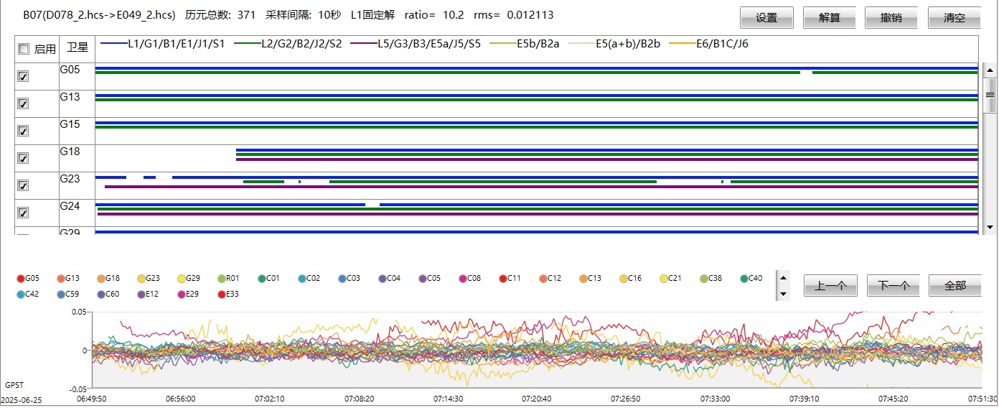 B07(D078_2.hcs->E049_2.hcs) 历元总数: 371 采样间隔: 10秒 L1固定解 ratio= 10.2 rms= 0.012113
设置 解算 撤销 清空
启用 卫星 L1/G1/B1/E1/J1/S1 L2/G2/B2/J2/S2 L5/G3/B3/E5a/J5/S5 E5b/B2a E5(a+b)/B2b E6/B1C/J6
G05
G13
G15
G18
G23
G24
G29
G05 G13 G18 G23 G29 R01 C01 C02 C03 C04 C05 C08 C11 C12 C13 C16 C21 C38 C40
C42 C59 C60 E12 E29 E33
上一个 下一个 全部
0.05
0
-0.05
GPST
2025-06-25
06:49:50 06:56:00 07:02:10 07:08:20 07:14:30 07:20:40 07:26:50 07:33:00 07:39:10 07:45:20 07:51:30